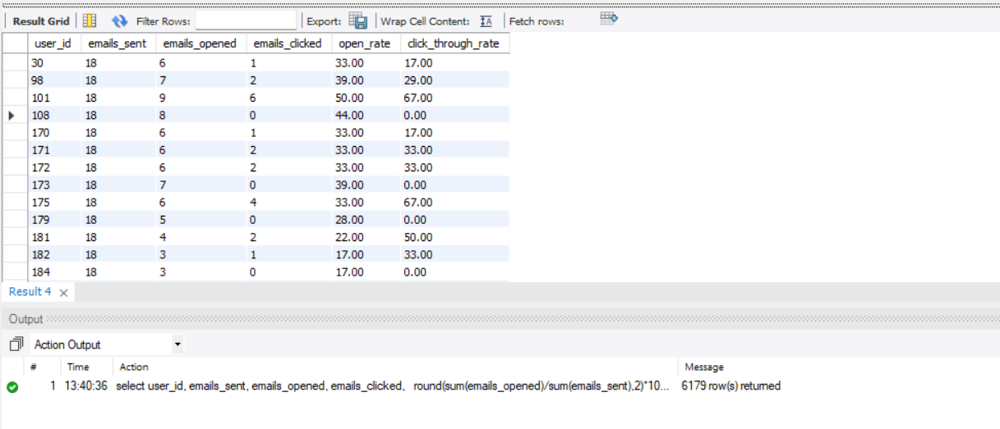 Result Grid Filter Rows: Export: Wrap Cell Content: IA Fetch rows:
user_id emails_sent emails_opened emails_clicked open_rate click_through_rate
30 18 6 1 33.00 17.00
98 18 7 2 39.00 29.00
101 18 9 6 50.00 67.00
108 18 8 0 44.00 0.00
170 18 6 1 33.00 17.00
171 18 6 2 33.00 33.00
172 18 6 2 33.00 33.00
173 18 7 0 39.00 0.00
175 18 6 4 33.00 67.00
179 18 5 0 28.00 0.00
181 18 4 2 22.00 50.00
182 18 3 1 17.00 33.00
184 18 3 0 17.00 0.00
Result 4 ×
Output
Action Output
# Time Action Message
1 13:40:36 select user_id, emails_sent, emails_opened, emails_clicked, round(sum(emails_opened)/sum(emails_sent),2)*10... 6179 row(s) returned